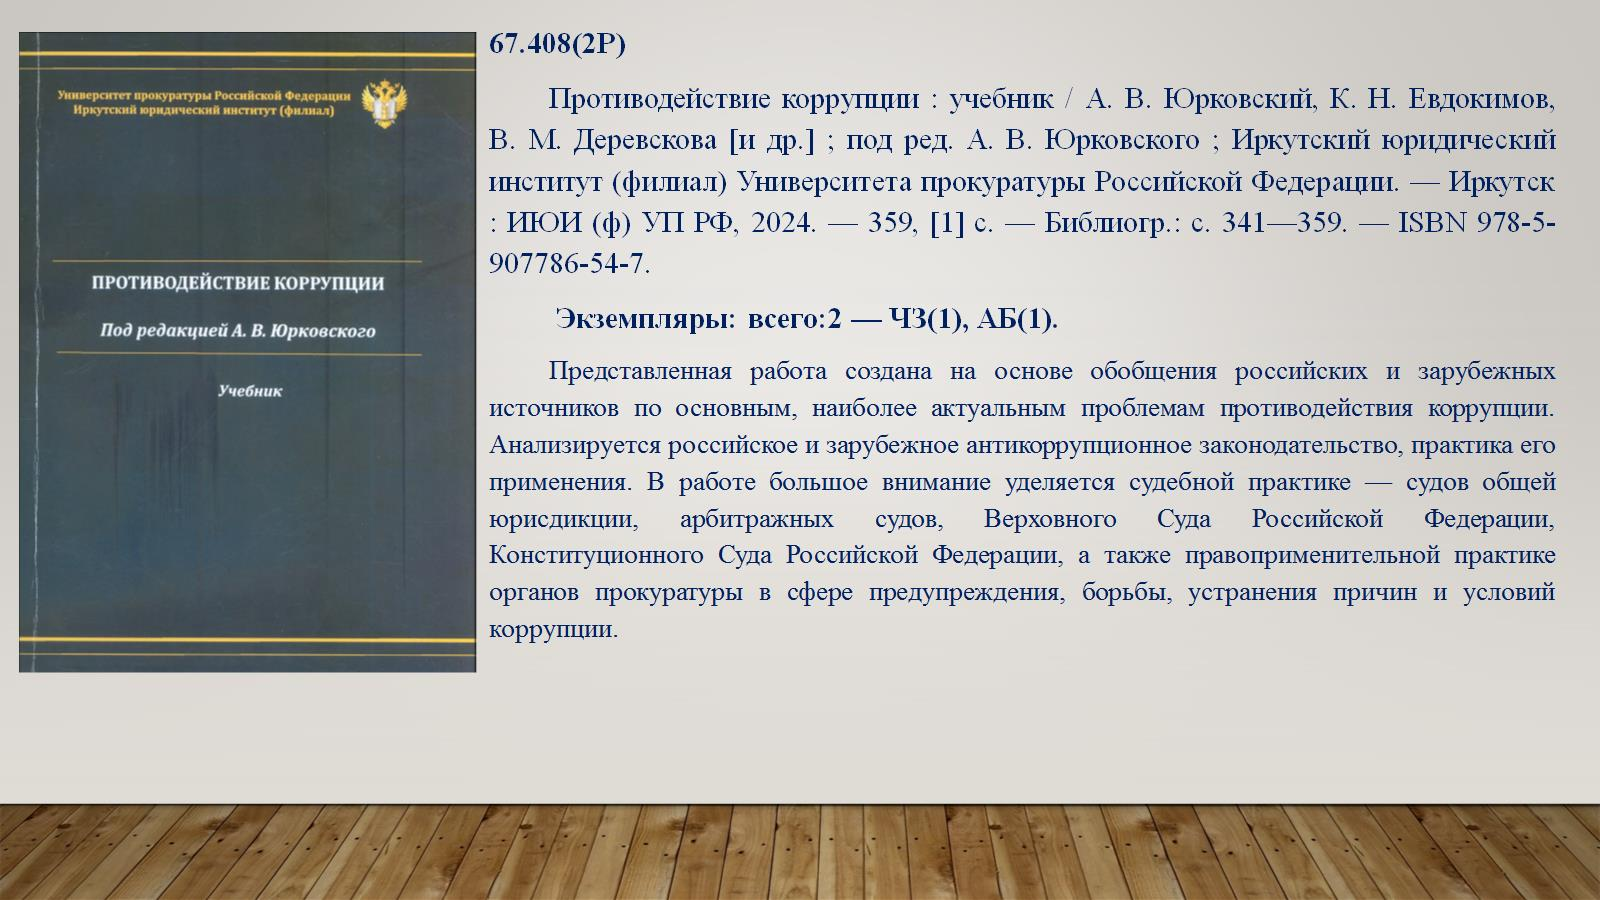 Университет прокуратуры Российской Федерации
Иркутский юридический институт (филиал)
ПРОТИВОДЕЙСТВИЕ КОРРУПЦИИ
Под редакцией А. В. Юрковского
Учебник
67.408(2Р)
Противодействие коррупции : учебник / А. В. Юрковский, К. Н. Евдокимов,
В. М. Деревскова [и др.] ; под ред. А. В. Юрковского ; Иркутский юридический
институт (филиал) Университета прокуратуры Российской Федерации. — Иркутск
: ИЮИ (ф) УП РФ, 2024. — 359, [1] с. — Библиогр.: с. 341—359. — ISBN 978-5-
907786-54-7.
Экземпляры: всего:2 — ЧЗ(1), АБ(1).
Представленная работа создана на основе обобщения российских и зарубежных
источников по основным, наиболее актуальным проблемам противодействия коррупции.
Анализируется российское и зарубежное антикоррупционное законодательство, практика его
применения. В работе большое внимание уделяется судебной практике — судов общей
юрисдикции, арбитражных судов, Верховного Суда Российской Федерации,
Конституционного Суда Российской Федерации, а также правоприменительной практике
органов прокуратуры в сфере предупреждения, борьбы, устранения причин и условий
коррупции.